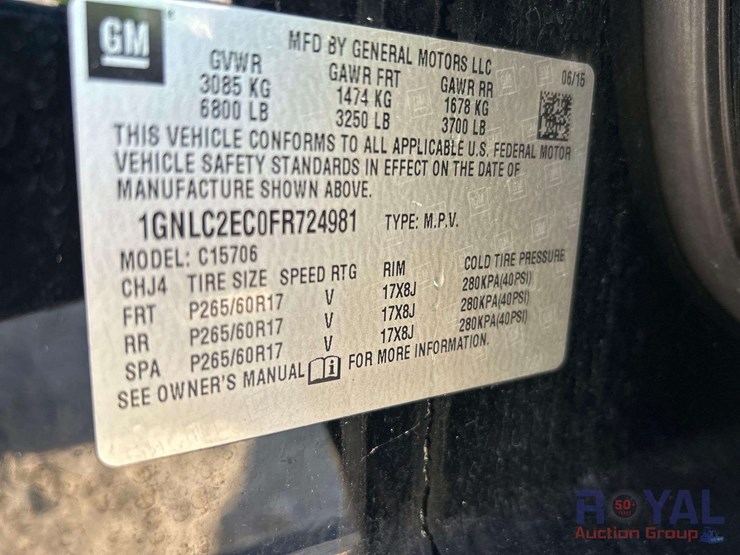 GM
MFD BY GENERAL MOTORS LLC 06/15
GVWR GAWR FRT GAWR RR
3085 KG 1474 KG 1678 KG
6800 LB 3250 LB 3700 LB
THIS VEHICLE CONFORMS TO ALL APPLICABLE U.S. FEDERAL MOTOR
VEHICLE SAFETY STANDARDS IN EFFECT ON THE DATE OF
MANUFACTURE SHOWN ABOVE.
1GNLC2EC0FR724981 TYPE: M.P.V.
MODEL: C15706
CHJ4 TIRE SIZE SPEED RTG RIM COLD TIRE PRESSURE
FRT P265/60R17 V 17X8J 280KPA(40PSI)
RR P265/60R17 V 17X8J 280KPA(40PSI)
SPA P265/60R17 V 17X8J 280KPA(40PSI)
SEE OWNER'S MANUAL i FOR MORE INFORMATION.
ROYAL
50
Auction Group